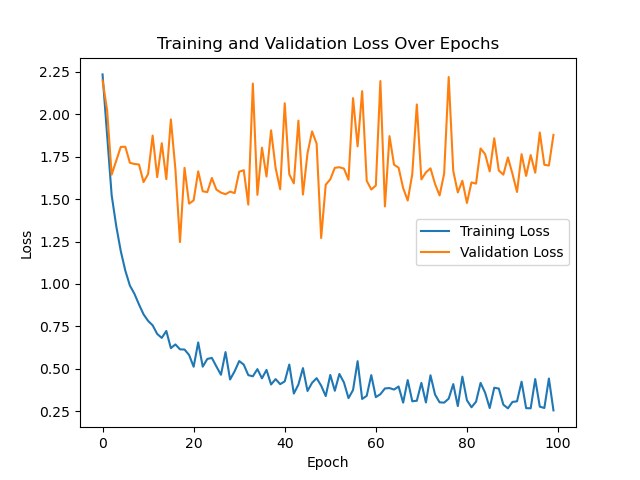 Training and Validation Loss Over Epochs
2.25
2.00
1.75
1.50
1.25
1.00
0.75
0.50
0.25
Loss
Training Loss
Validation Loss
0 20 40 60 80 100
Epoch